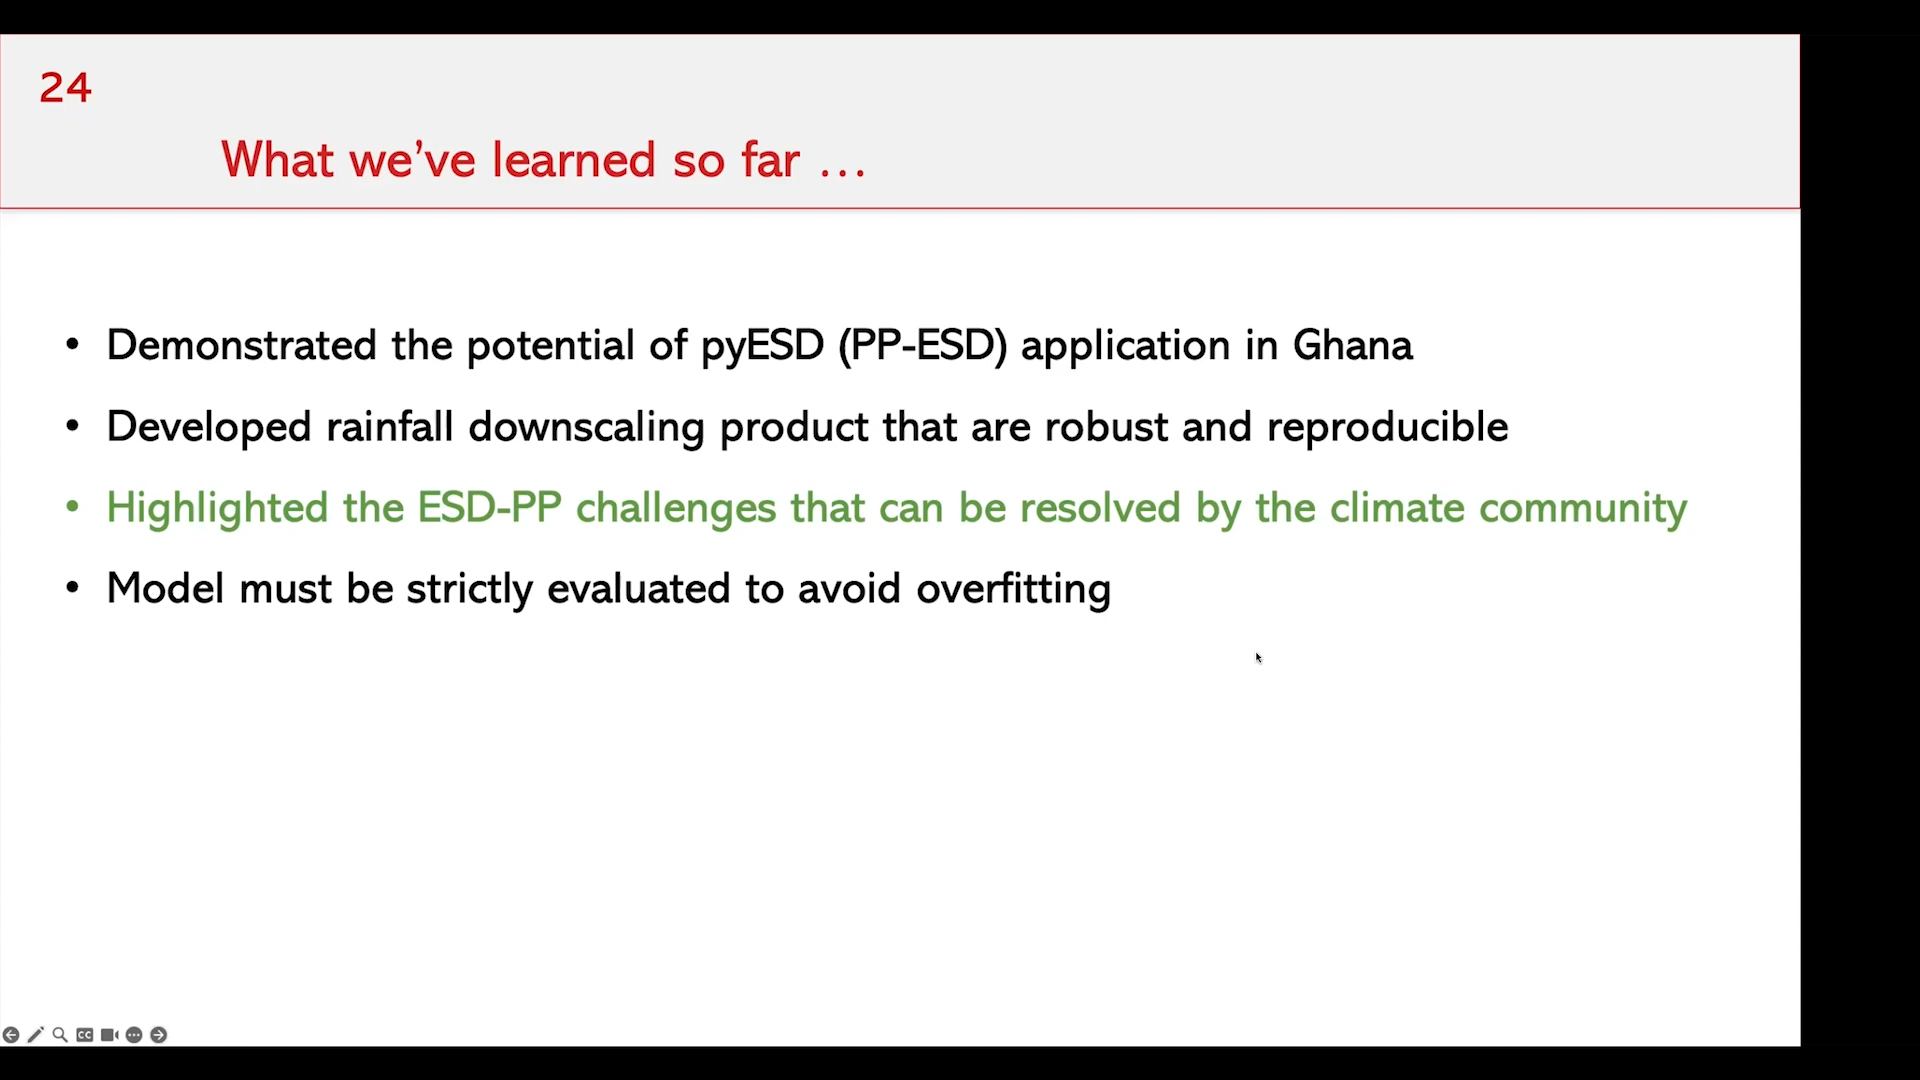 24
What we’ve learned so far …
• Demonstrated the potential of pyESD (PP-ESD) application in Ghana
• Developed rainfall downscaling product that are robust and reproducible
• Highlighted the ESD-PP challenges that can be resolved by the climate community
• Model must be strictly evaluated to avoid overfitting
CC